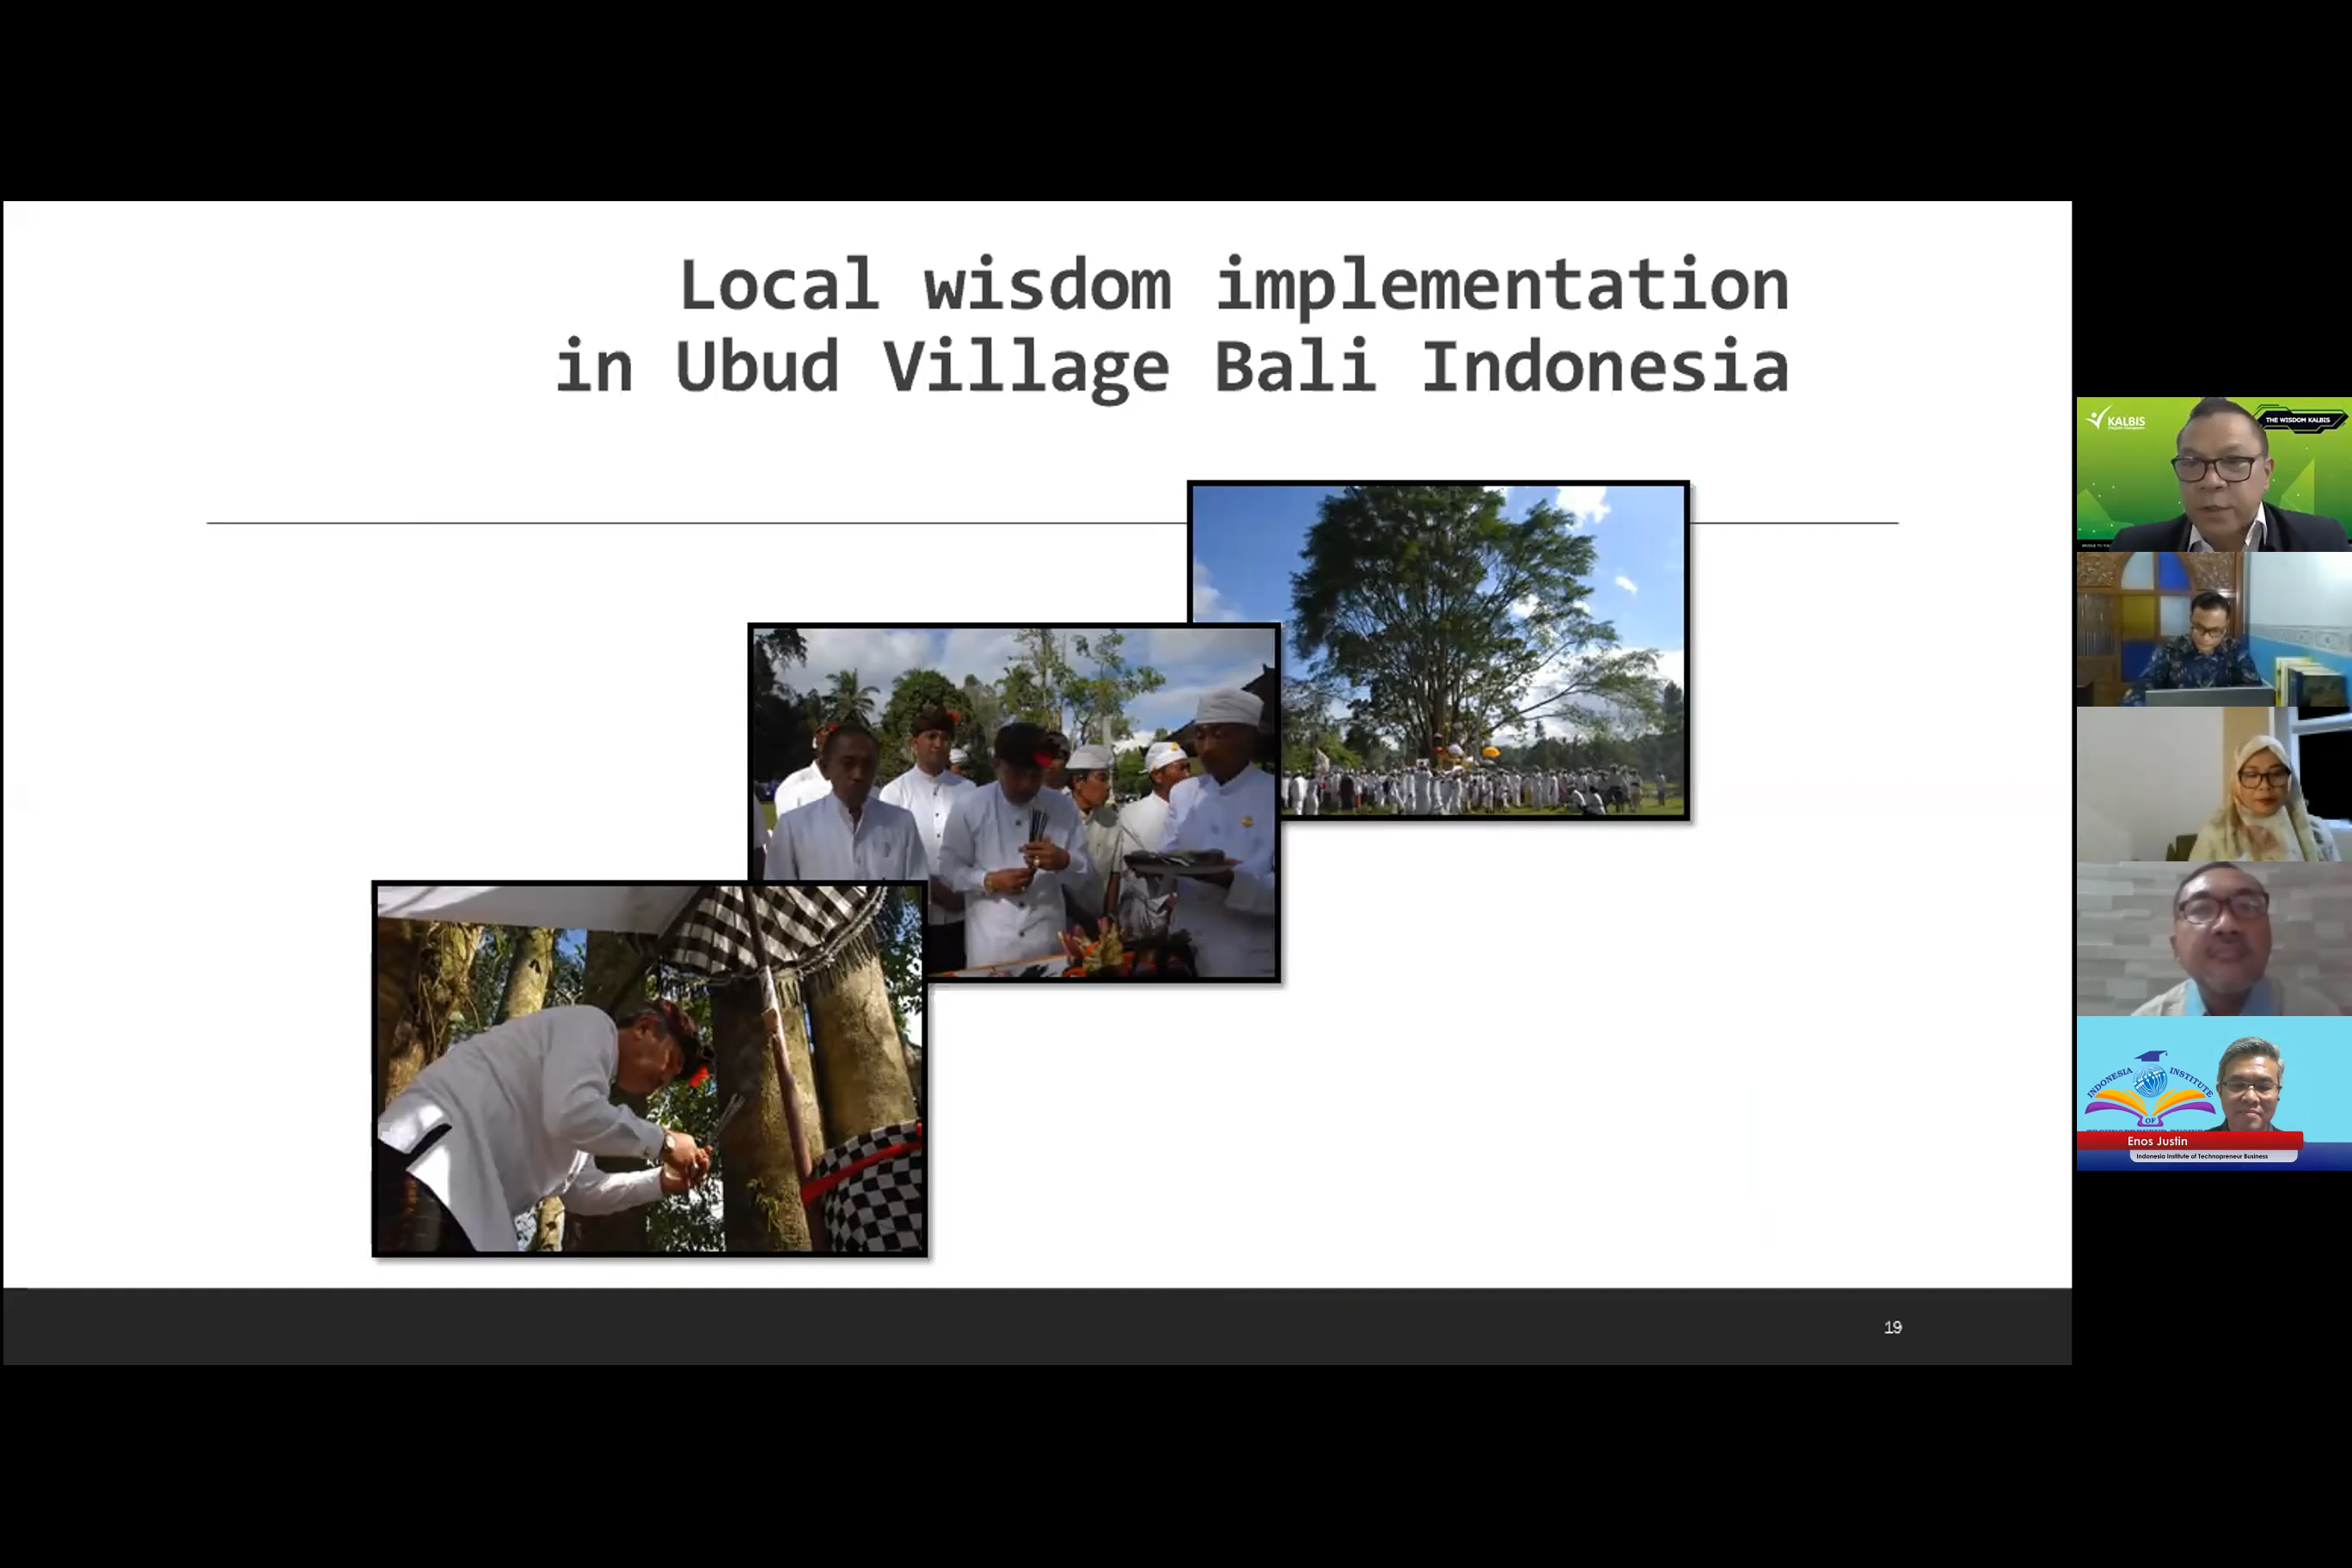 Local wisdom implementation
in Ubud Village Bali Indonesia
19
KALBIS
THE WISDOM KALBIS
INDONESIA INSTITUTE
OF
Enos Justin
Indonesia Institute of Technopreneur Business